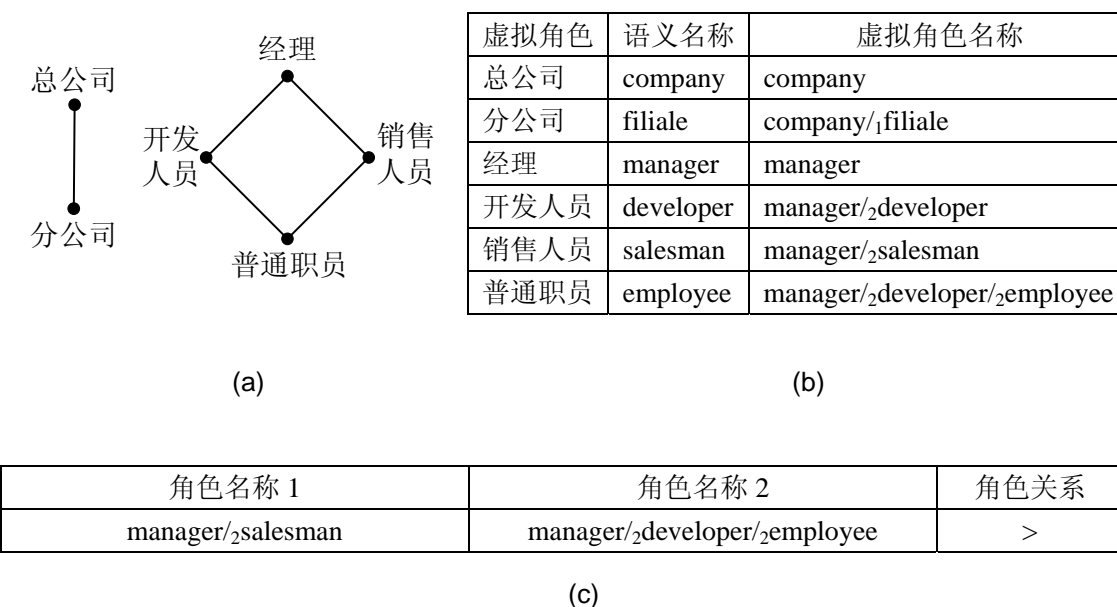 经理
总公司
开发
人员
销售
人员
分公司
普通职员
(a)
虚拟角色 语义名称 虚拟角色名称
总公司 company company
分公司 filiale company/₁filiale
经理 manager manager
开发人员 developer manager/₂developer
销售人员 salesman manager/₂salesman
普通职员 employee manager/₂developer/₂employee
(b)
角色名称 1 角色名称 2 角色关系
manager/₂salesman manager/₂developer/₂employee >
(c)